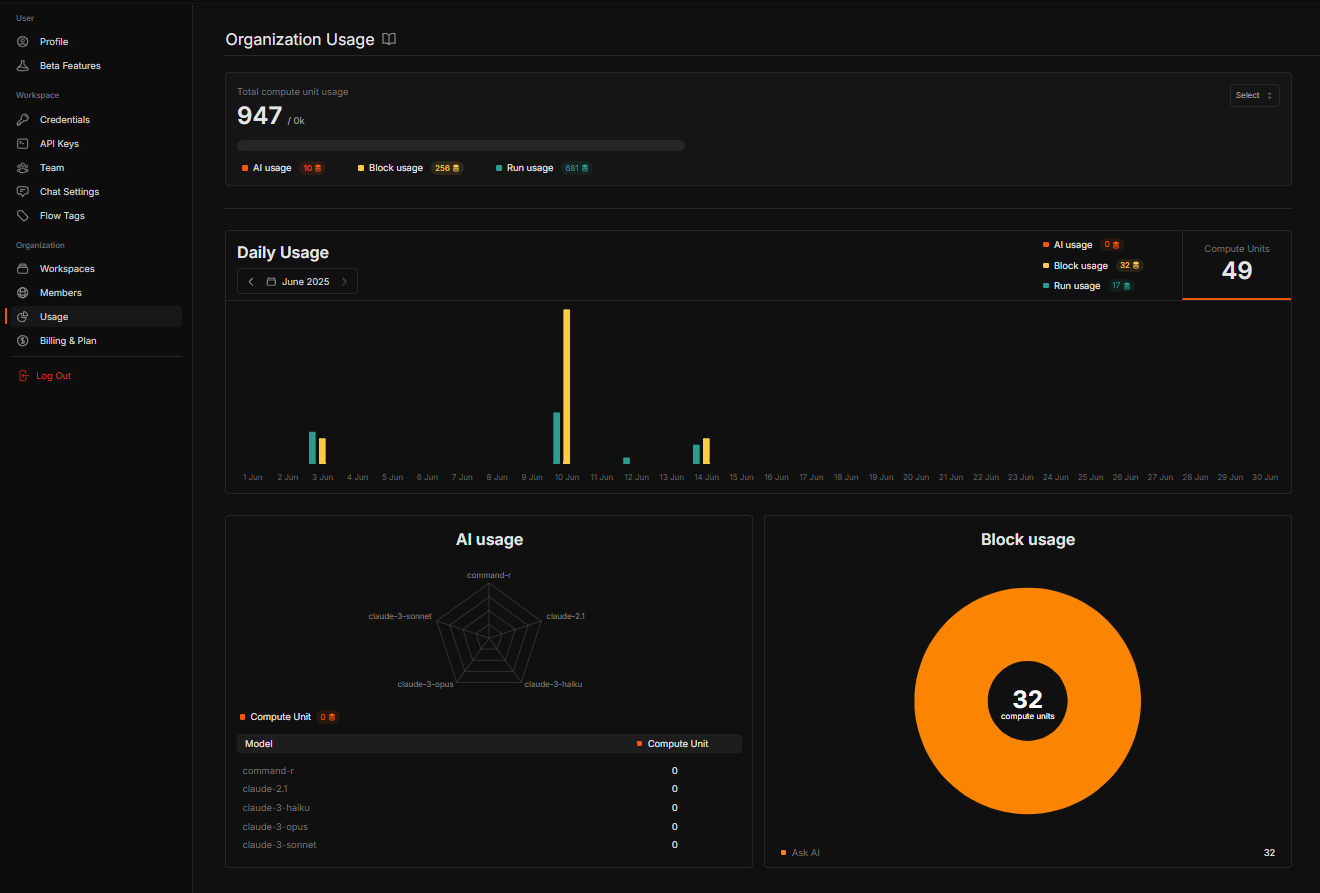 User
Profile
Beta Features
Workspace
Credentials
API Keys
Team
Chat Settings
Flow Tags
Organization
Workspaces
Members
Usage
Billing & Plan
Log Out
Organization Usage
Total compute unit usage
947 / 0k
Select
AI usage 10 Block usage 256 Run usage 681
Daily Usage
June 2025
AI usage 0
Block usage 32
Run usage 17
Compute Units
49
1 Jun 2 Jun 3 Jun 4 Jun 5 Jun 6 Jun 7 Jun 8 Jun 9 Jun 10 Jun 11 Jun 12 Jun 13 Jun 14 Jun 15 Jun 16 Jun 17 Jun 18 Jun 19 Jun 20 Jun 21 Jun 22 Jun 23 Jun 24 Jun 25 Jun 26 Jun 27 Jun 28 Jun 29 Jun 30 Jun
AI usage
command-r
claude-3-sonnet claude-2.1
claude-3-opus claude-3-haiku
Compute Unit 0
Model Compute Unit
command-r 0
claude-2.1 0
claude-3-haiku 0
claude-3-opus 0
claude-3-sonnet 0
Block usage
32
compute units
Ask AI 32